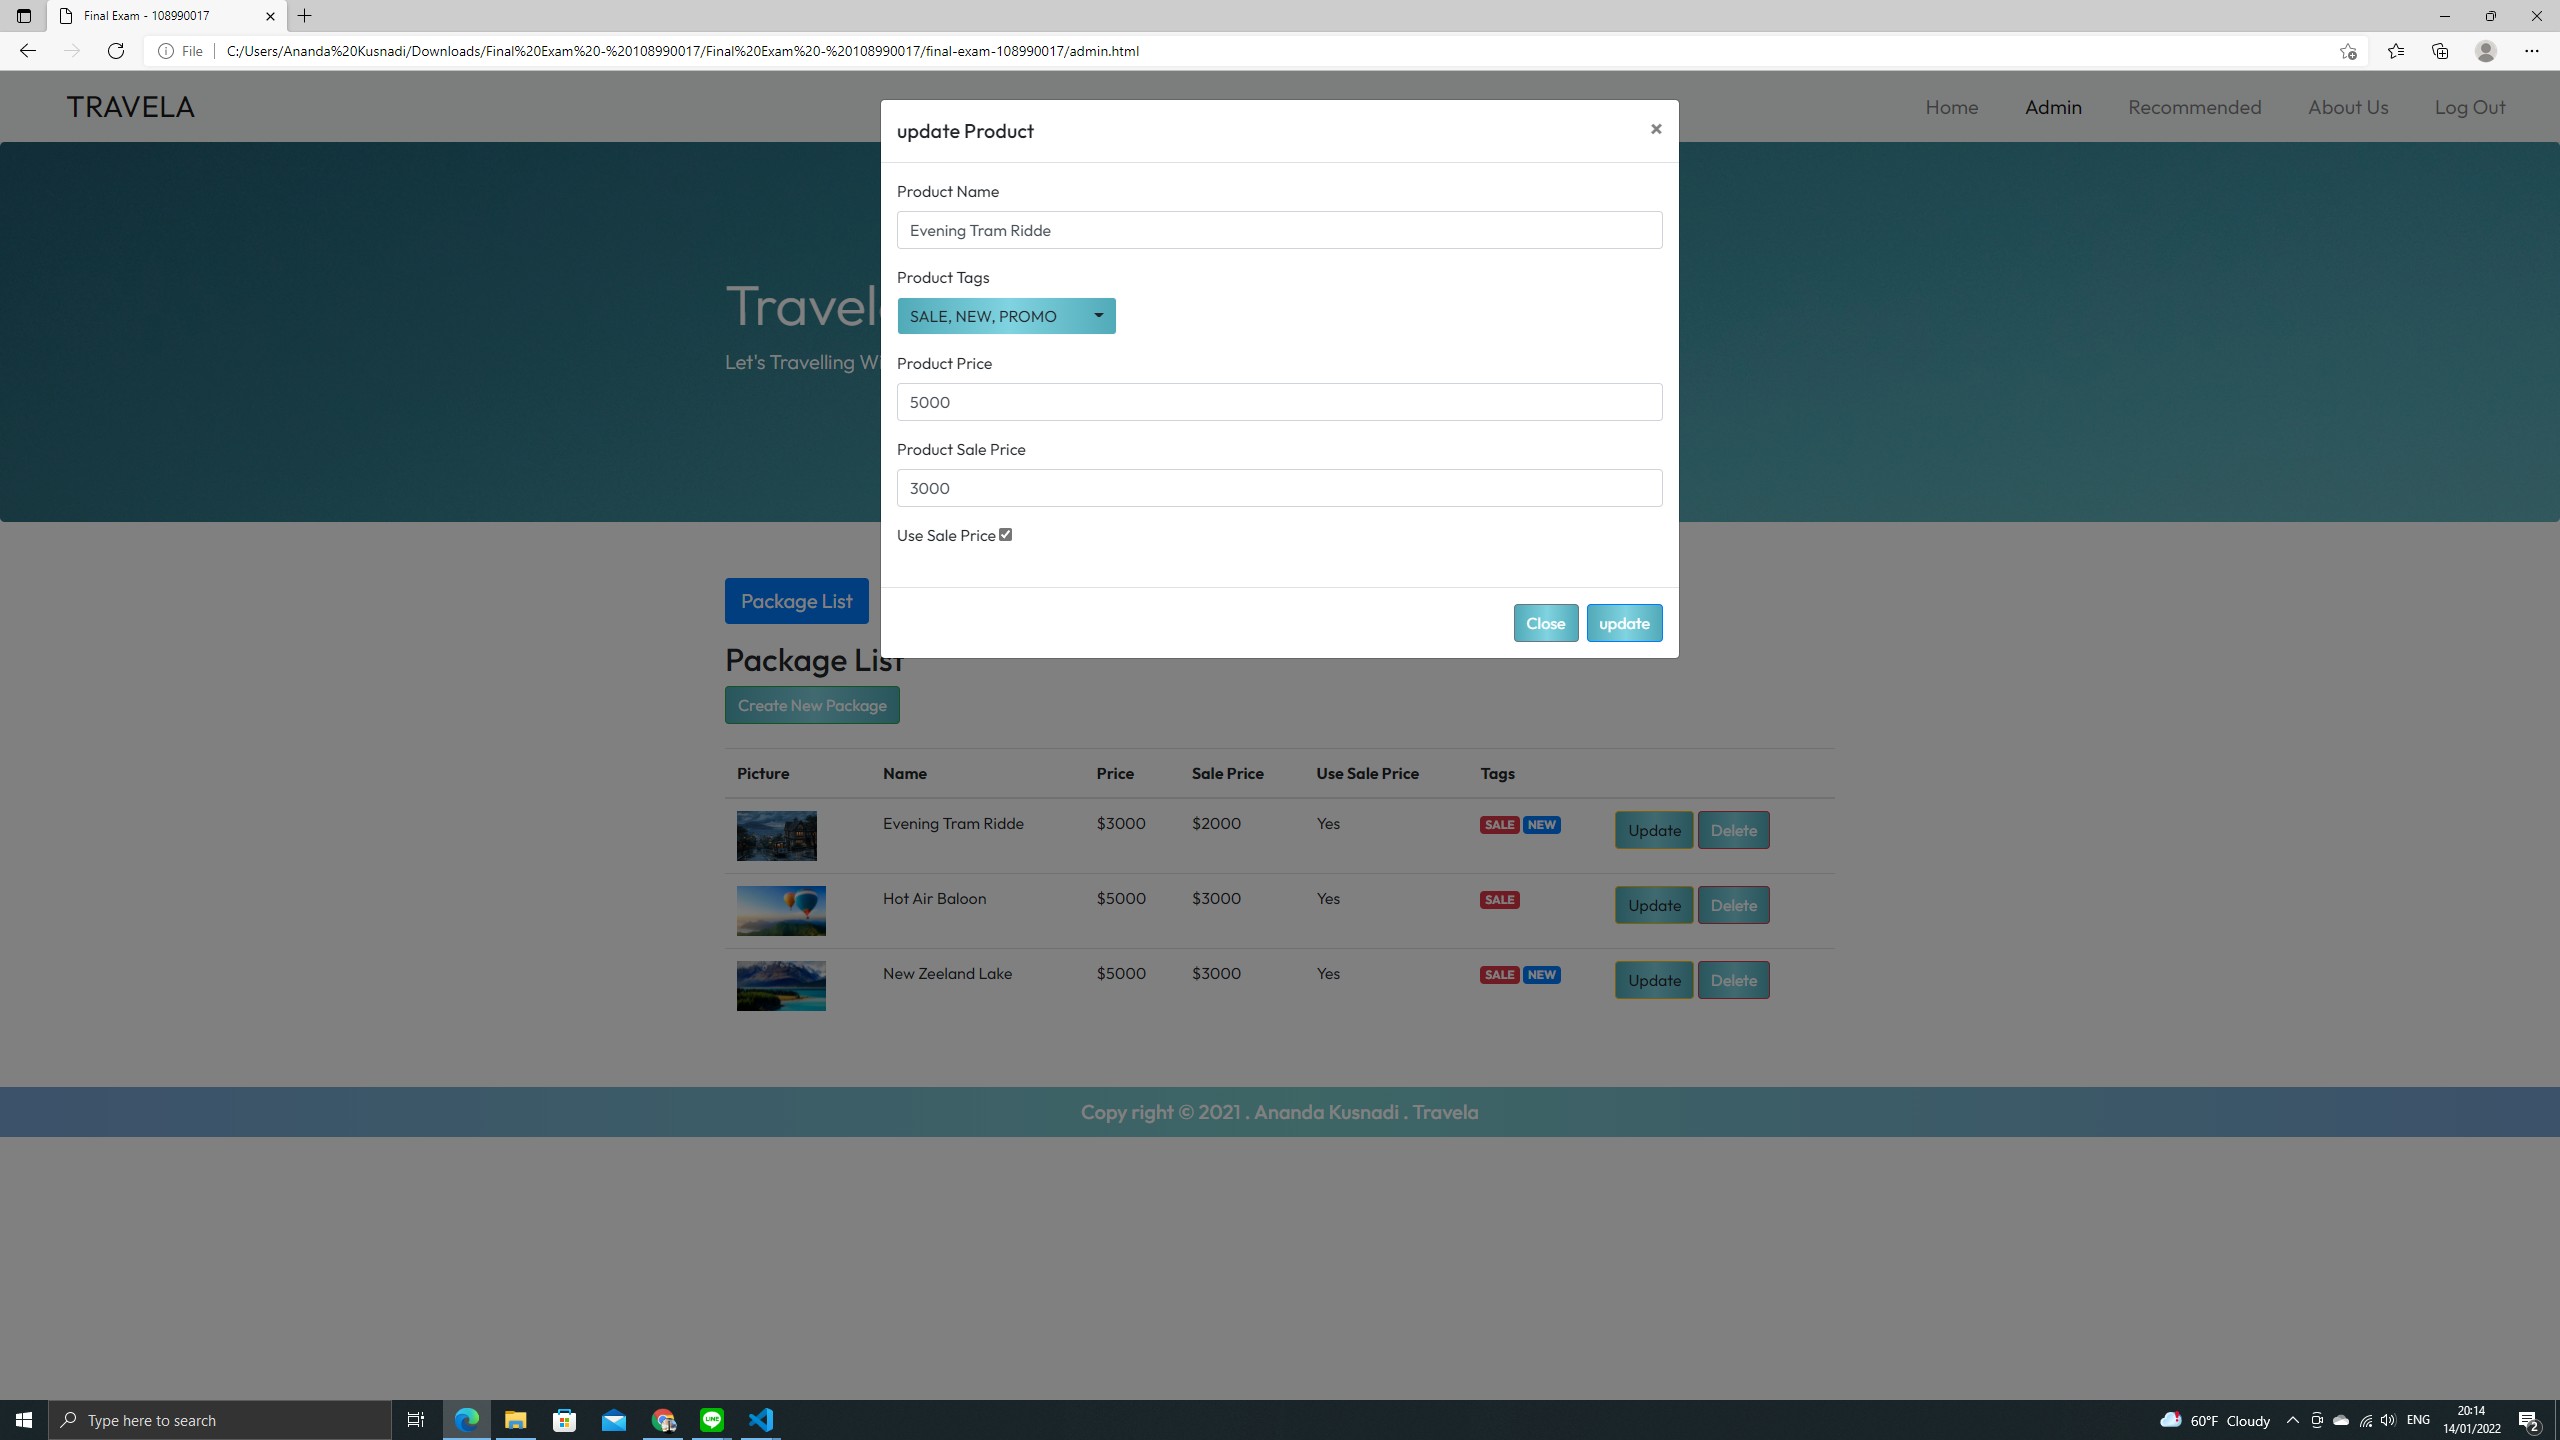 Final Exam - 108990017
File C:/Users/Ananda%20Kusnadi/Downloads/Final%20Exam%20-%20108990017/Final%20Exam%20-%20108990017/final-exam-108990017/admin.html
TRAVELA Home Admin Recommended About Us Log Out
update Product ×
Product Name
Evening Tram Ridde
Product Tags
SALE, NEW, PROMO
Product Price
5000
Product Sale Price
3000
Use Sale Price
Close update
Let's Travelling
Package List
Package List
Create New Package
Picture Name Price Sale Price Use Sale Price Tags
Evening Tram Ridde $3000 $2000 Yes SALE NEW Update Delete
Hot Air Baloon $5000 $3000 Yes SALE Update Delete
New Zeeland Lake $5000 $3000 Yes SALE NEW Update Delete
Copy right © 2021 . Ananda Kusnadi . Travela
Type here to search
60°F Cloudy ENG 20:14
14/01/2022 2